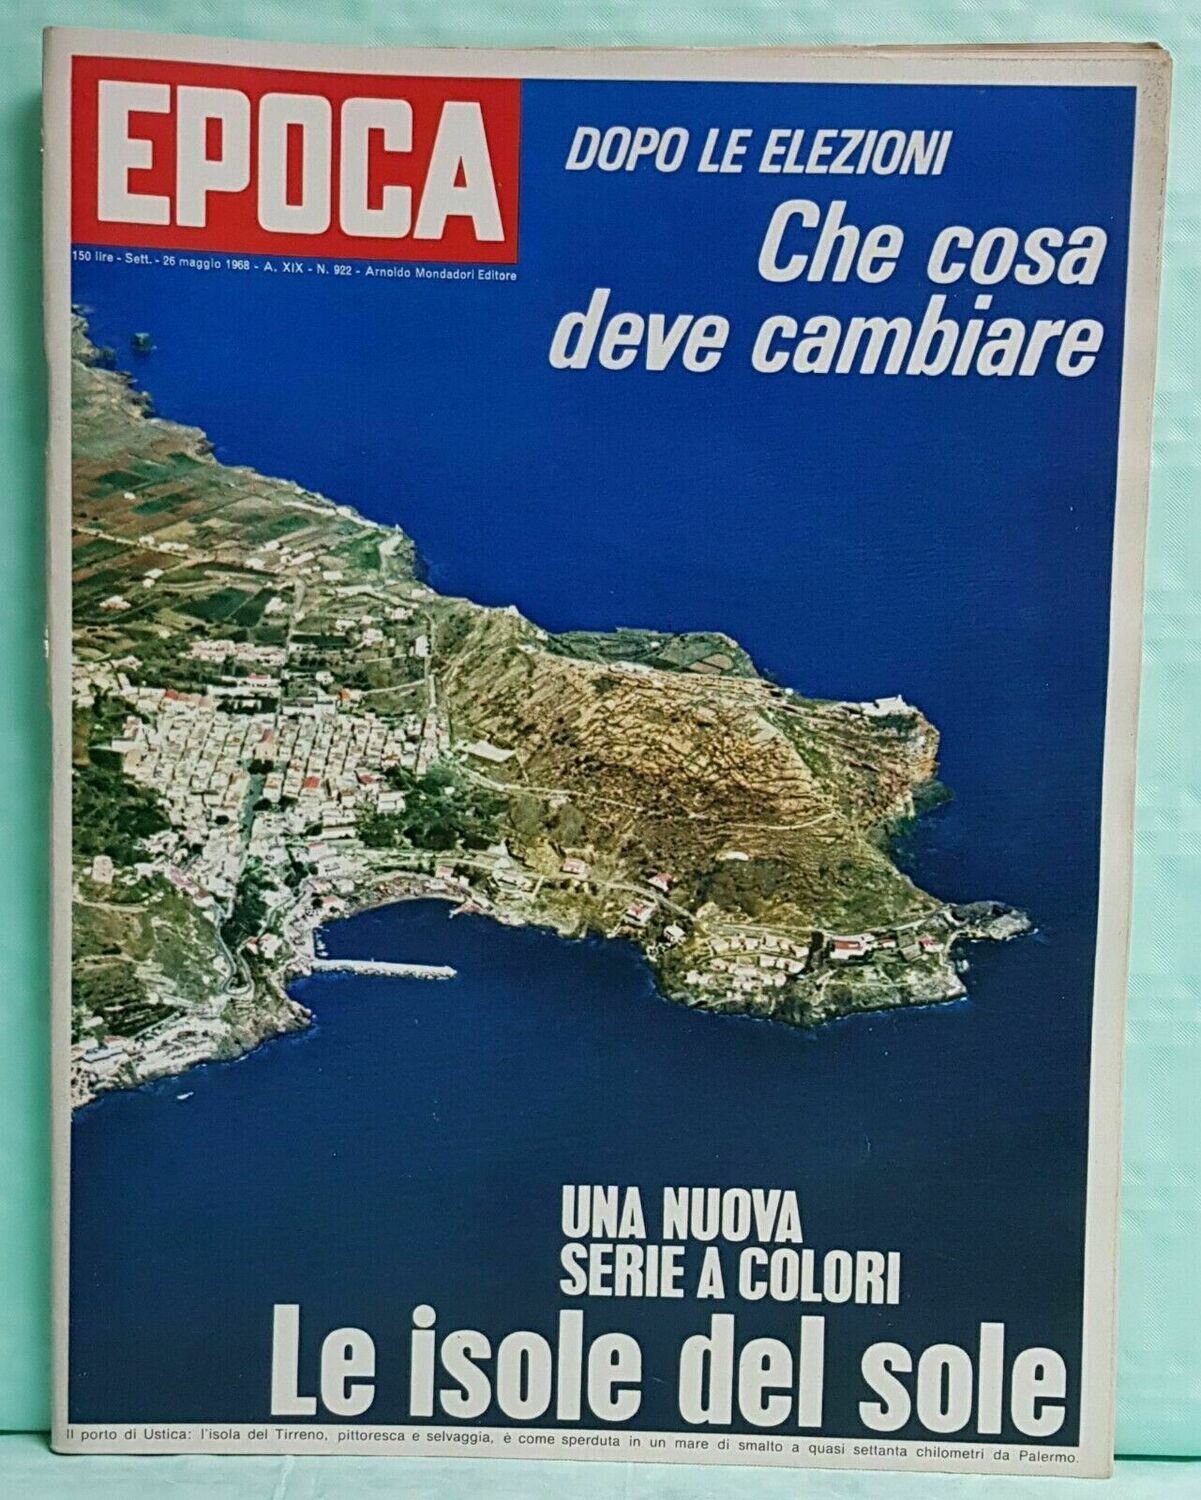 EPOCA
150 lire - Sett. - 26 maggio 1968 - A. XIX - N. 922 - Arnoldo Mondadori Editore
DOPO LE ELEZIONI
Che cosa
deve cambiare
UNA NUOVA
SERIE A COLORI
Le isole del sole
Il porto di Ustica: l'isola del Tirreno, pittoresca e selvaggia, è come sperduta in un mare di smalto a quasi settanta chilometri da Palermo.